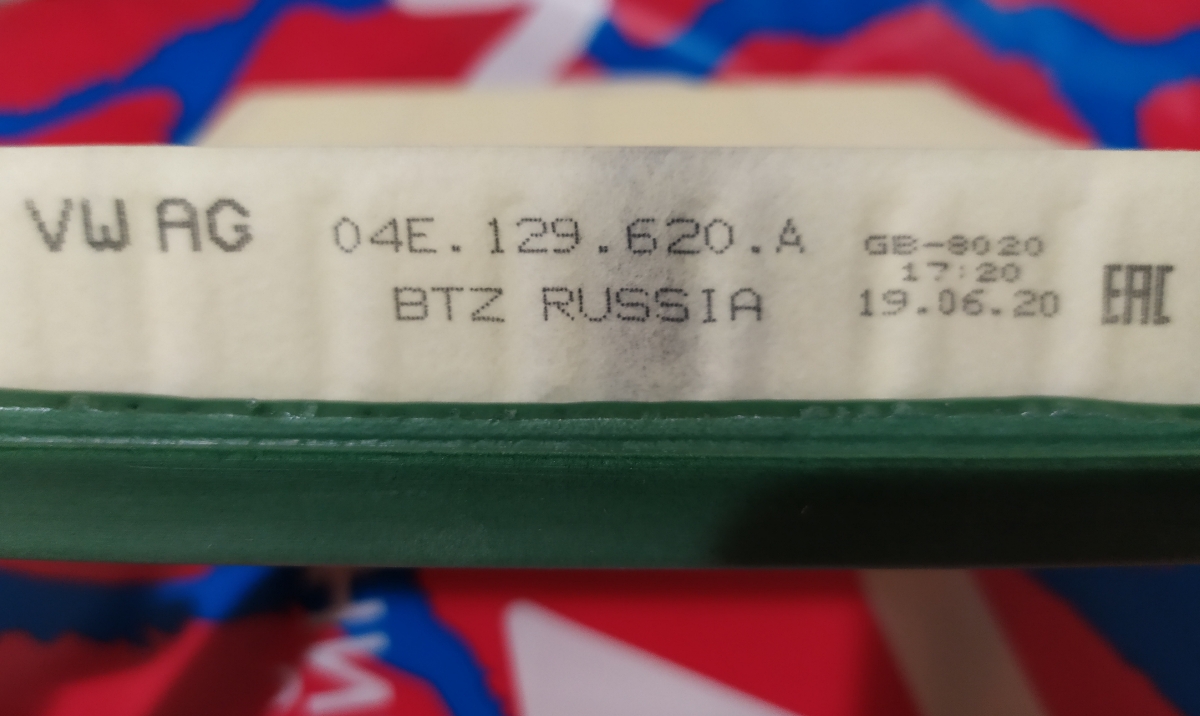 VW AG
04E.129.620.A
BTZ RUSSIA
GB-8020
17:20
19.06.20
EAC